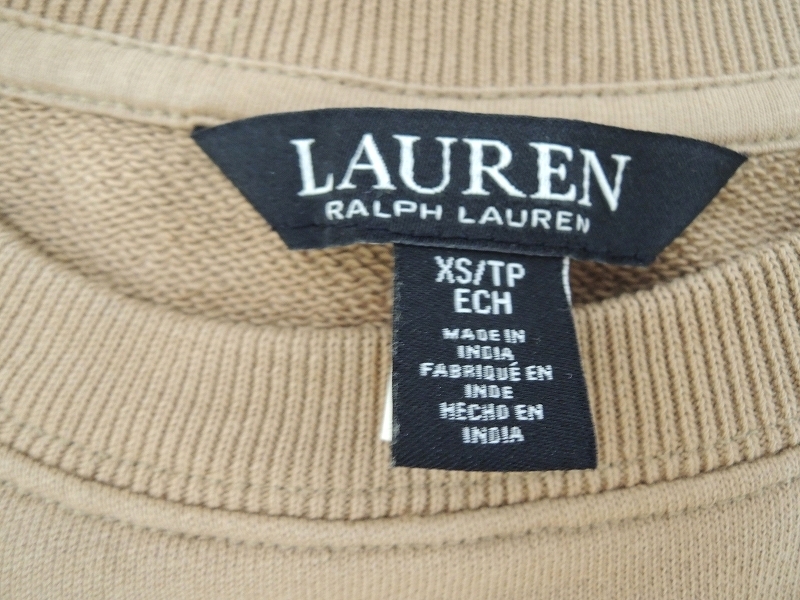 LAUREN
RALPH LAUREN
XS/TP
ECH
MADE IN
INDIA
FABRIQUÉ EN
INDE
HECHO EN
INDIA